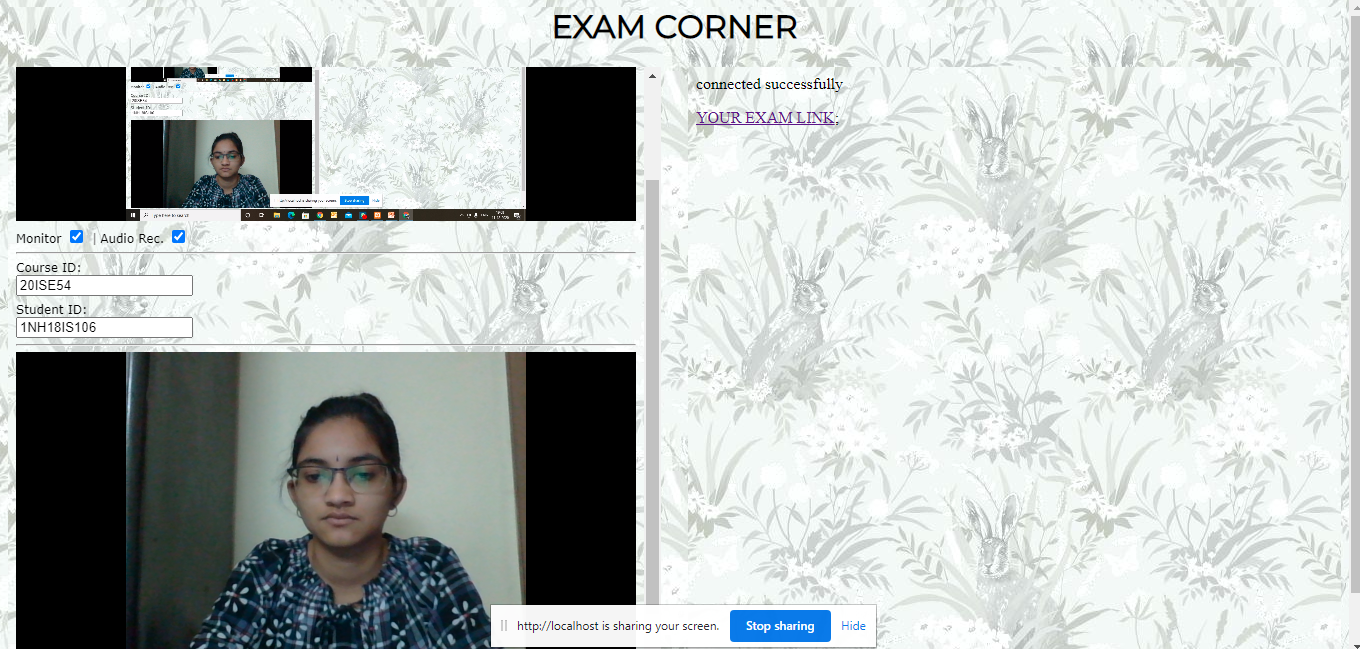 EXAM CORNER
Monitor | Audio Rec.
Course ID:
20ISE54
Student ID:
1NH18IS106
connected successfully
YOUR EXAM LINK;
http://localhost is sharing your screen.
Stop sharing
Hide